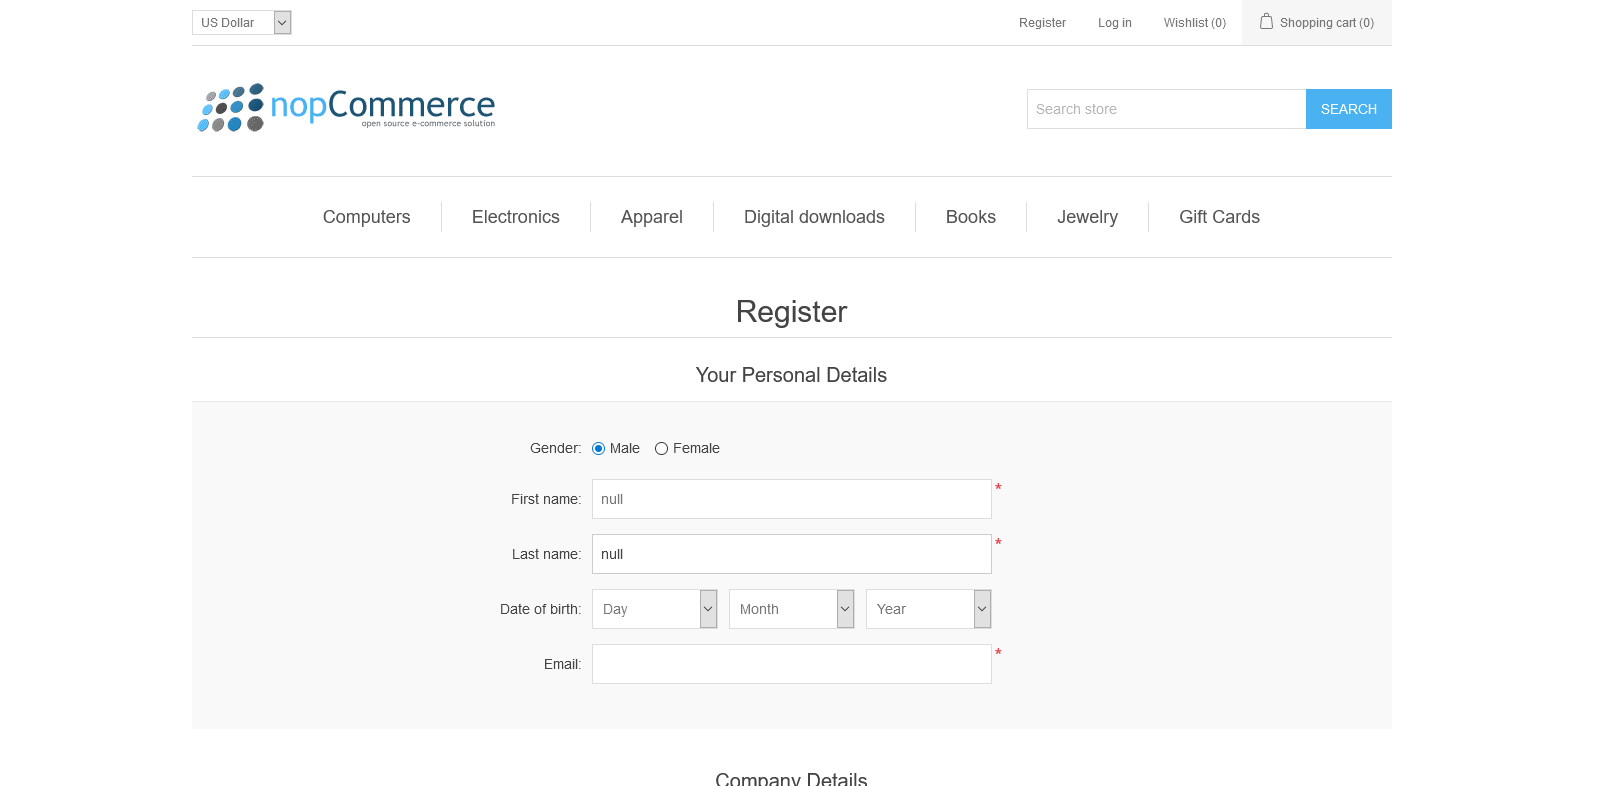 US Dollar
Register
Log in
Wishlist (0)
Shopping cart (0)
nopCommerce
open source e-commerce solution
Search store
SEARCH
Computers
Electronics
Apparel
Digital downloads
Books
Jewelry
Gift Cards
Register
Your Personal Details
Gender: Male Female
First name: null *
Last name: null *
Date of birth: Day Month Year
Email: *
Company Details